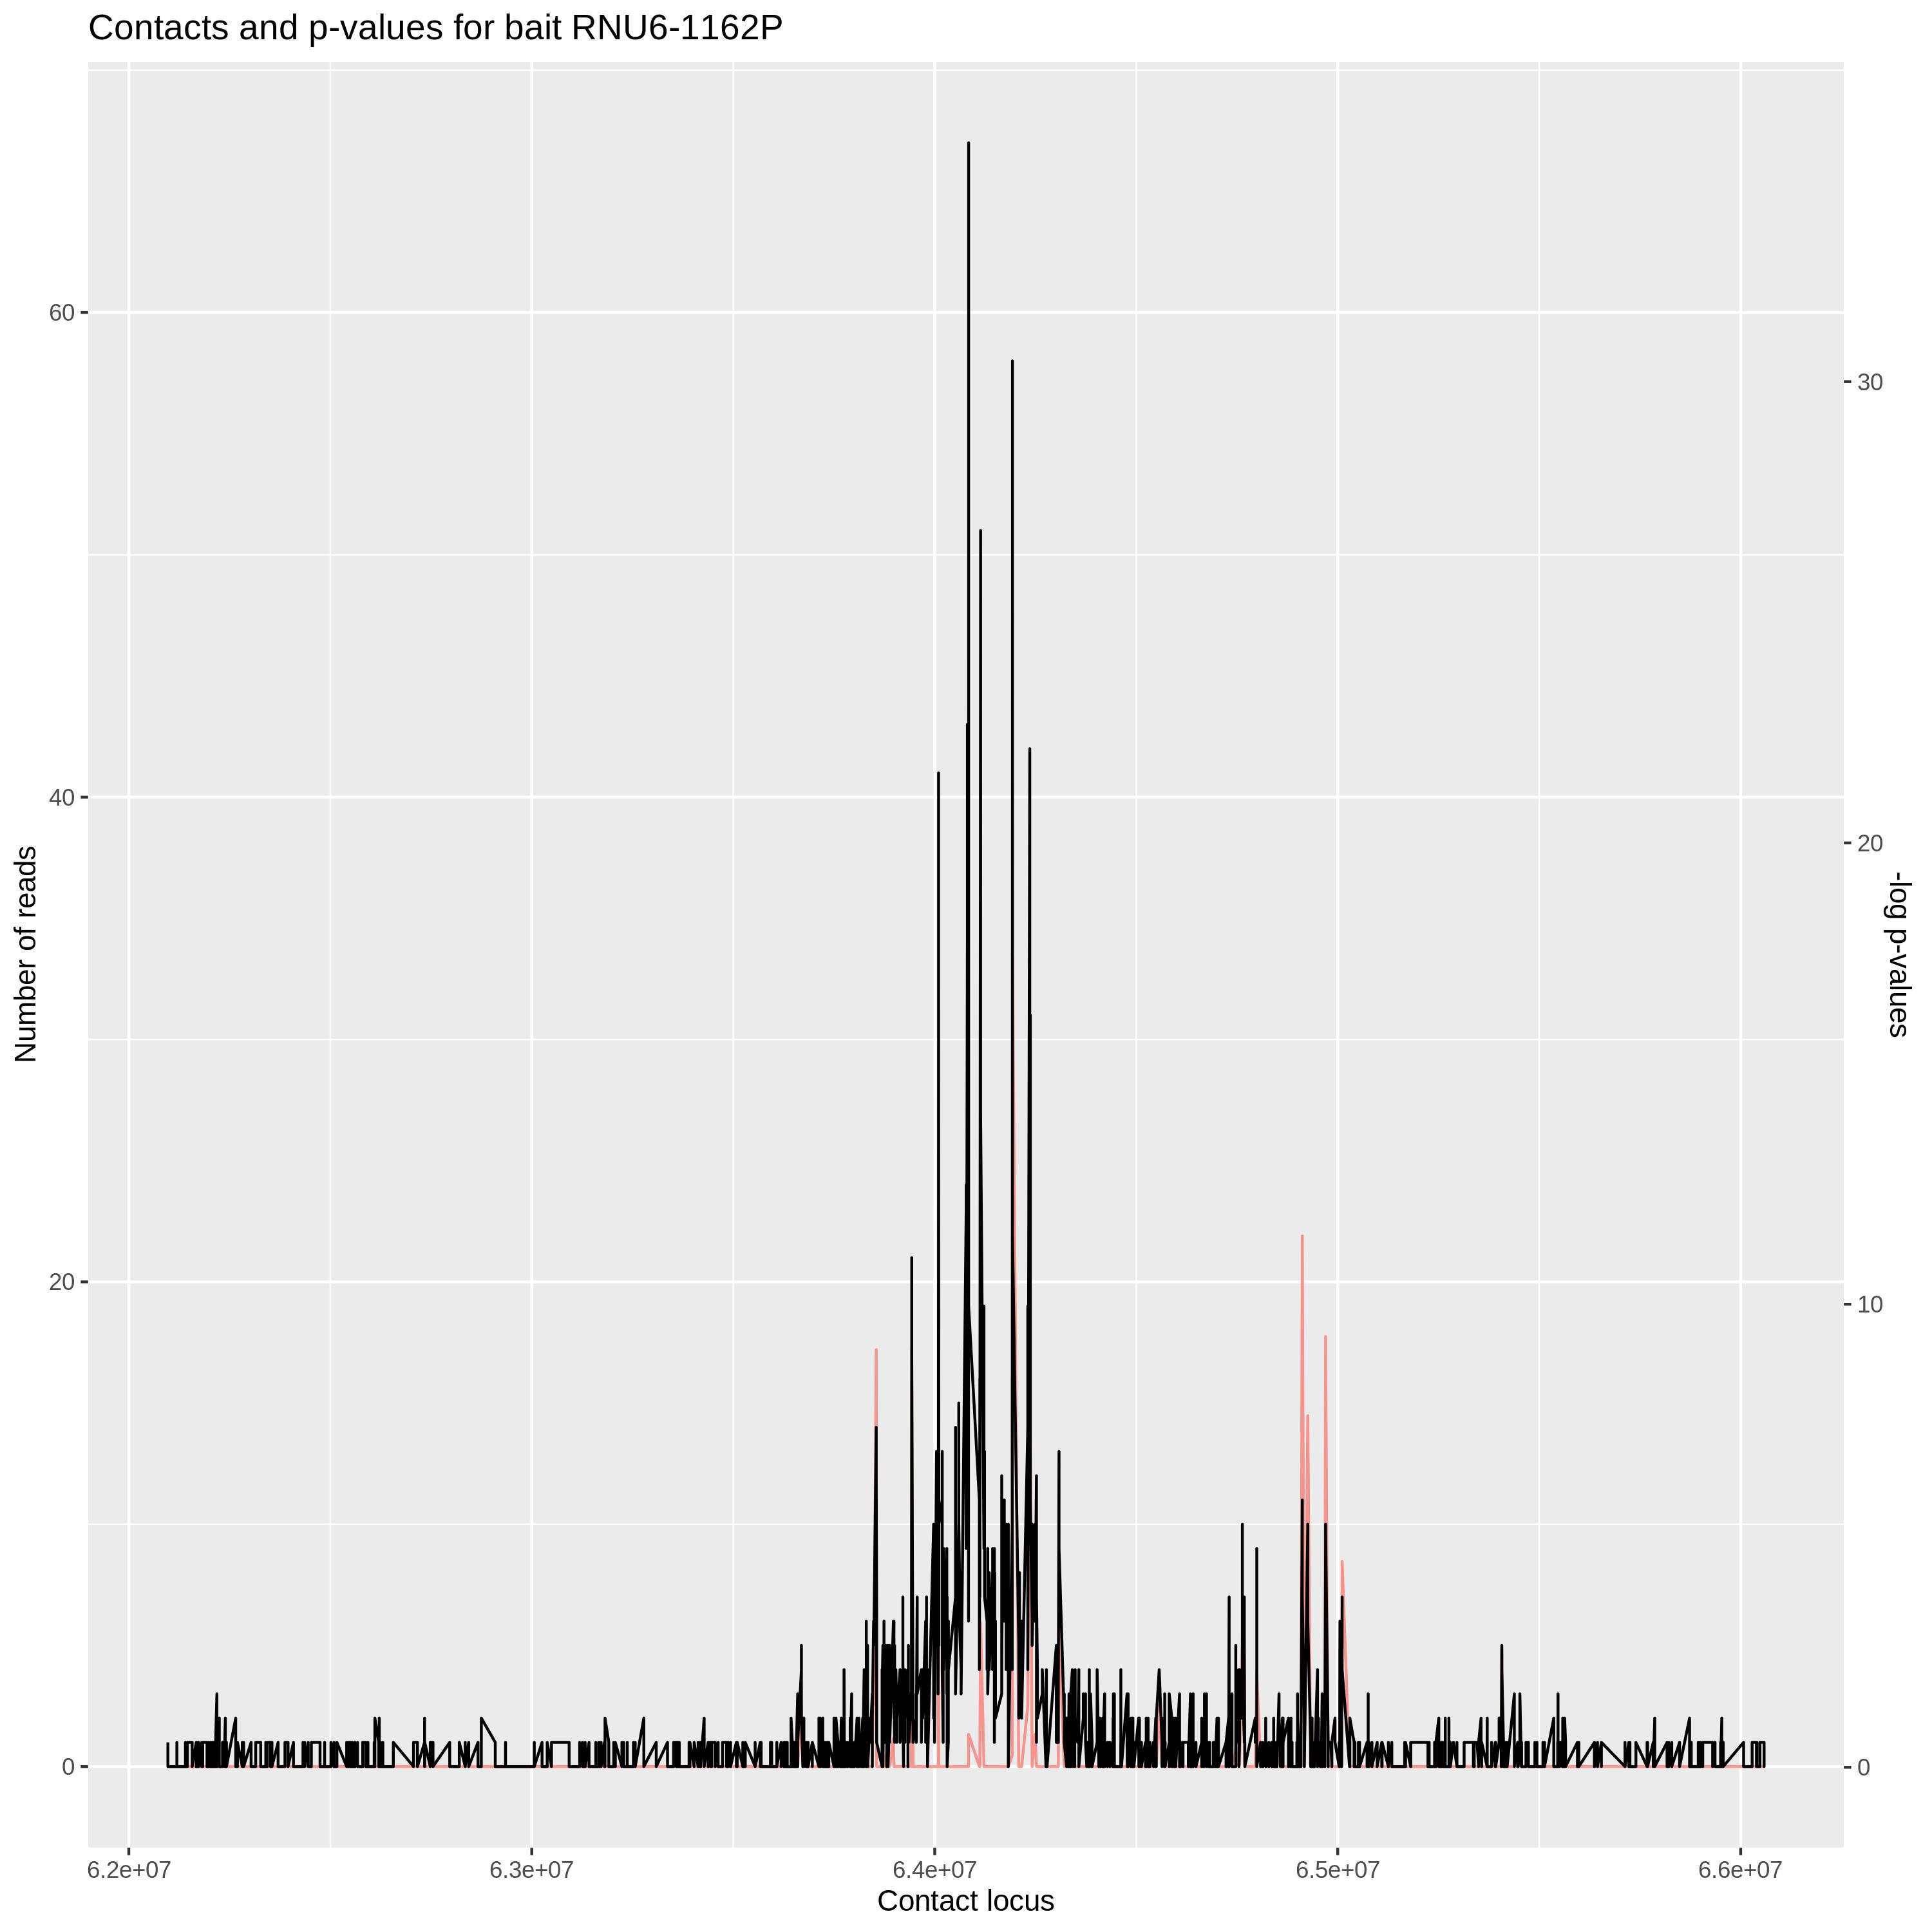 Contacts and p-values for bait RNU6-1162P
Number of reads
60
40
20
0
30
20
10
0
-log p-values
6.2e+07
6.3e+07
6.4e+07
6.5e+07
6.6e+07
Contact locus